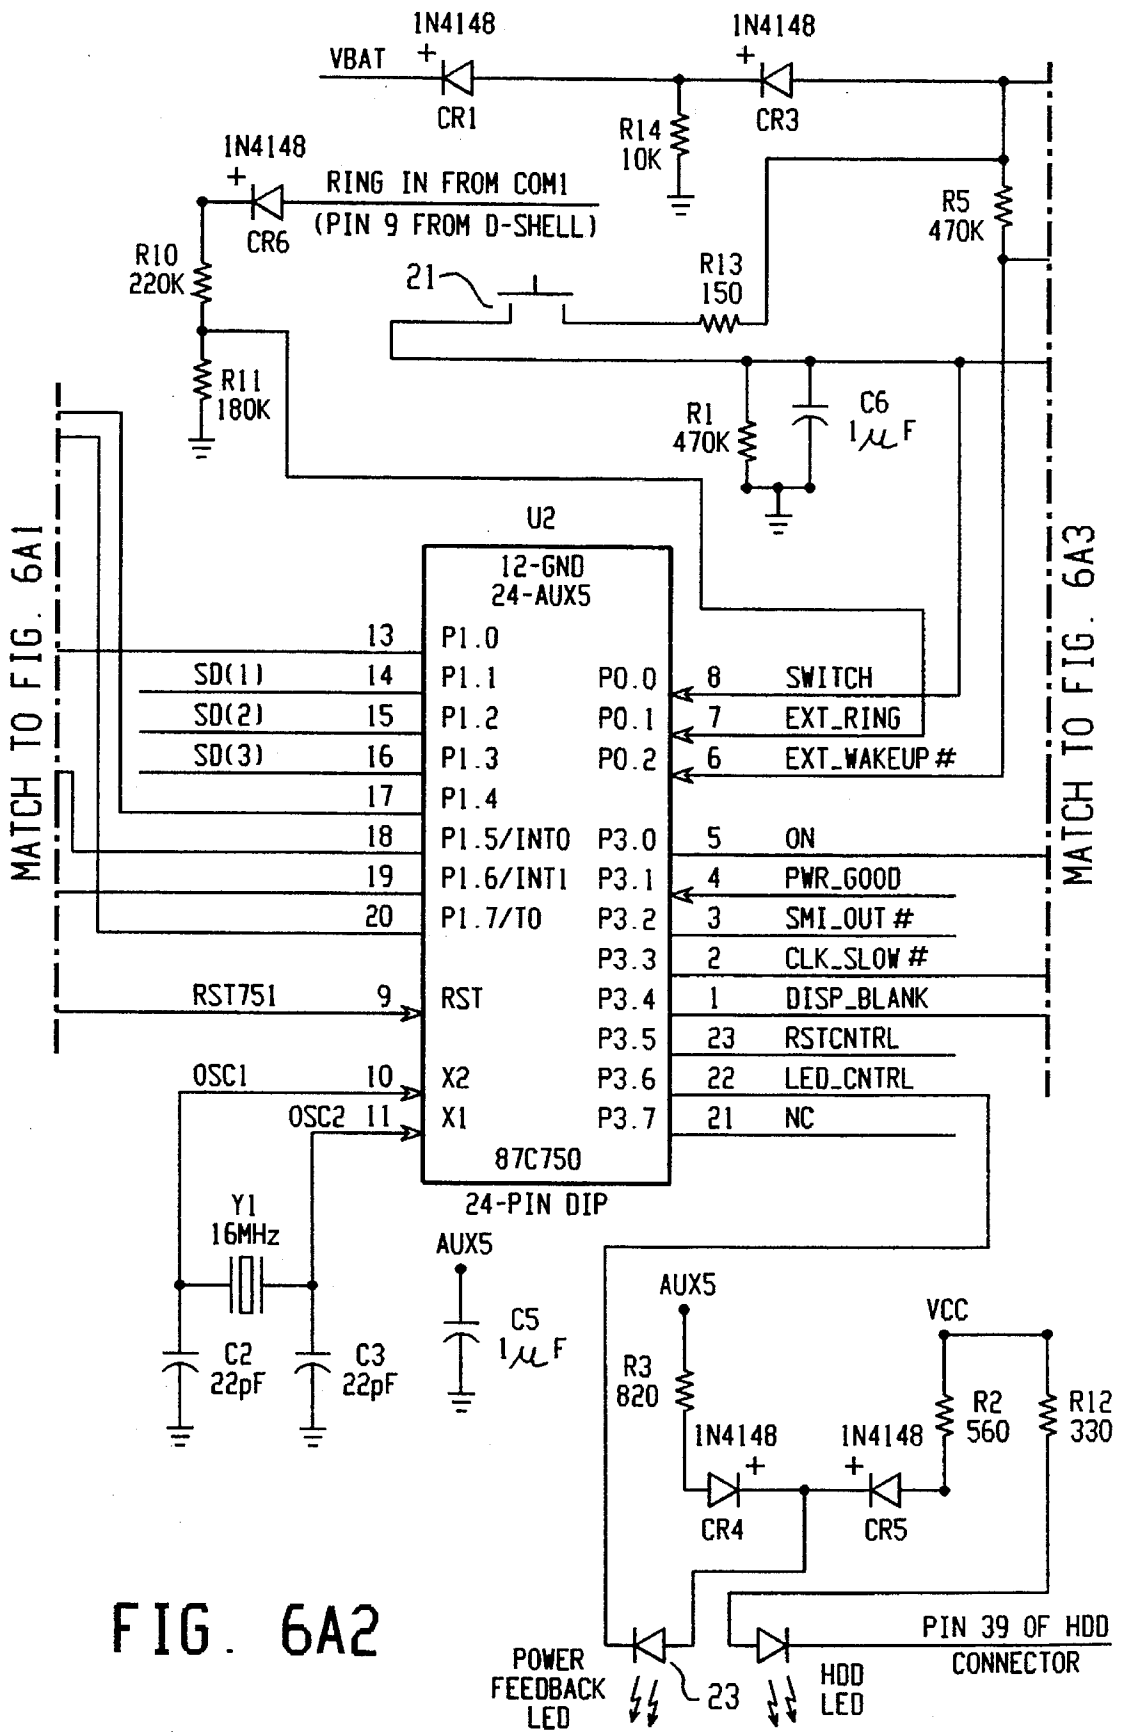 1N4148
1N4148
VBAT
+
+
CR1
CR3
R14
10K
1N4148
+
RING IN FROM COM1
(PIN 9 FROM D-SHELL)
CR6
R5
470K
R10
220K
21
R13
150
R11
180K
R1
470K
C6
1μF
MATCH TO FIG. 6A1
MATCH TO FIG. 6A3
U2
12-GND
24-AUX5
13 P1.0
SD(1) 14 P1.1 P0.0 8 SWITCH
SD(2) 15 P1.2 P0.1 7 EXT_RING
SD(3) 16 P1.3 P0.2 6 EXT_WAKEUP#
17 P1.4
18 P1.5/INT0 P3.0 5 ON
19 P1.6/INT1 P3.1 4 PWR_GOOD
20 P1.7/T0 P3.2 3 SMI_OUT#
P3.3 2 CLK_SLOW#
RST751 9 RST P3.4 1 DISP_BLANK
P3.5 23 RSTCNTRL
OSC1 10 X2 P3.6 22 LED_CNTRL
OSC2 11 X1 P3.7 21 NC
87C750
24-PIN DIP
Y1
16MHz
C2
22pF
C3
22pF
AUX5
C5
1μF
AUX5
R3
820
VCC
R2
560
R12
330
1N4148
+
CR4
1N4148
+
CR5
FIG. 6A2
POWER
FEEDBACK
LED
23
HDD
LED
PIN 39 OF HDD
CONNECTOR